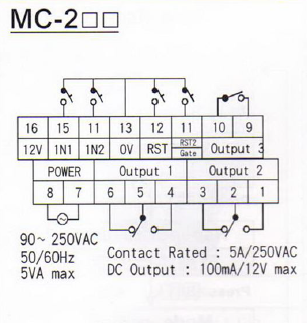 MC-2□□
16 15 11 13 12 11 10 9
12V 1N1 1N2 0V RST RST2 Gate Output 3
POWER Output 1 Output 2
8 7 6 5 4 3 2 1
90~ 250VAC
50/60Hz
5VA max
Contact Rated : 5A/250VAC
DC Output : 100mA/12V max